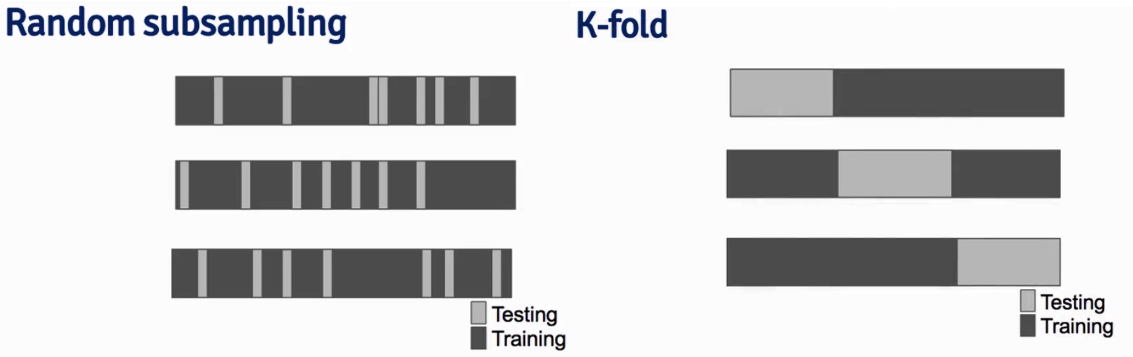 Random subsampling
K-fold
Testing
Training
Testing
Training